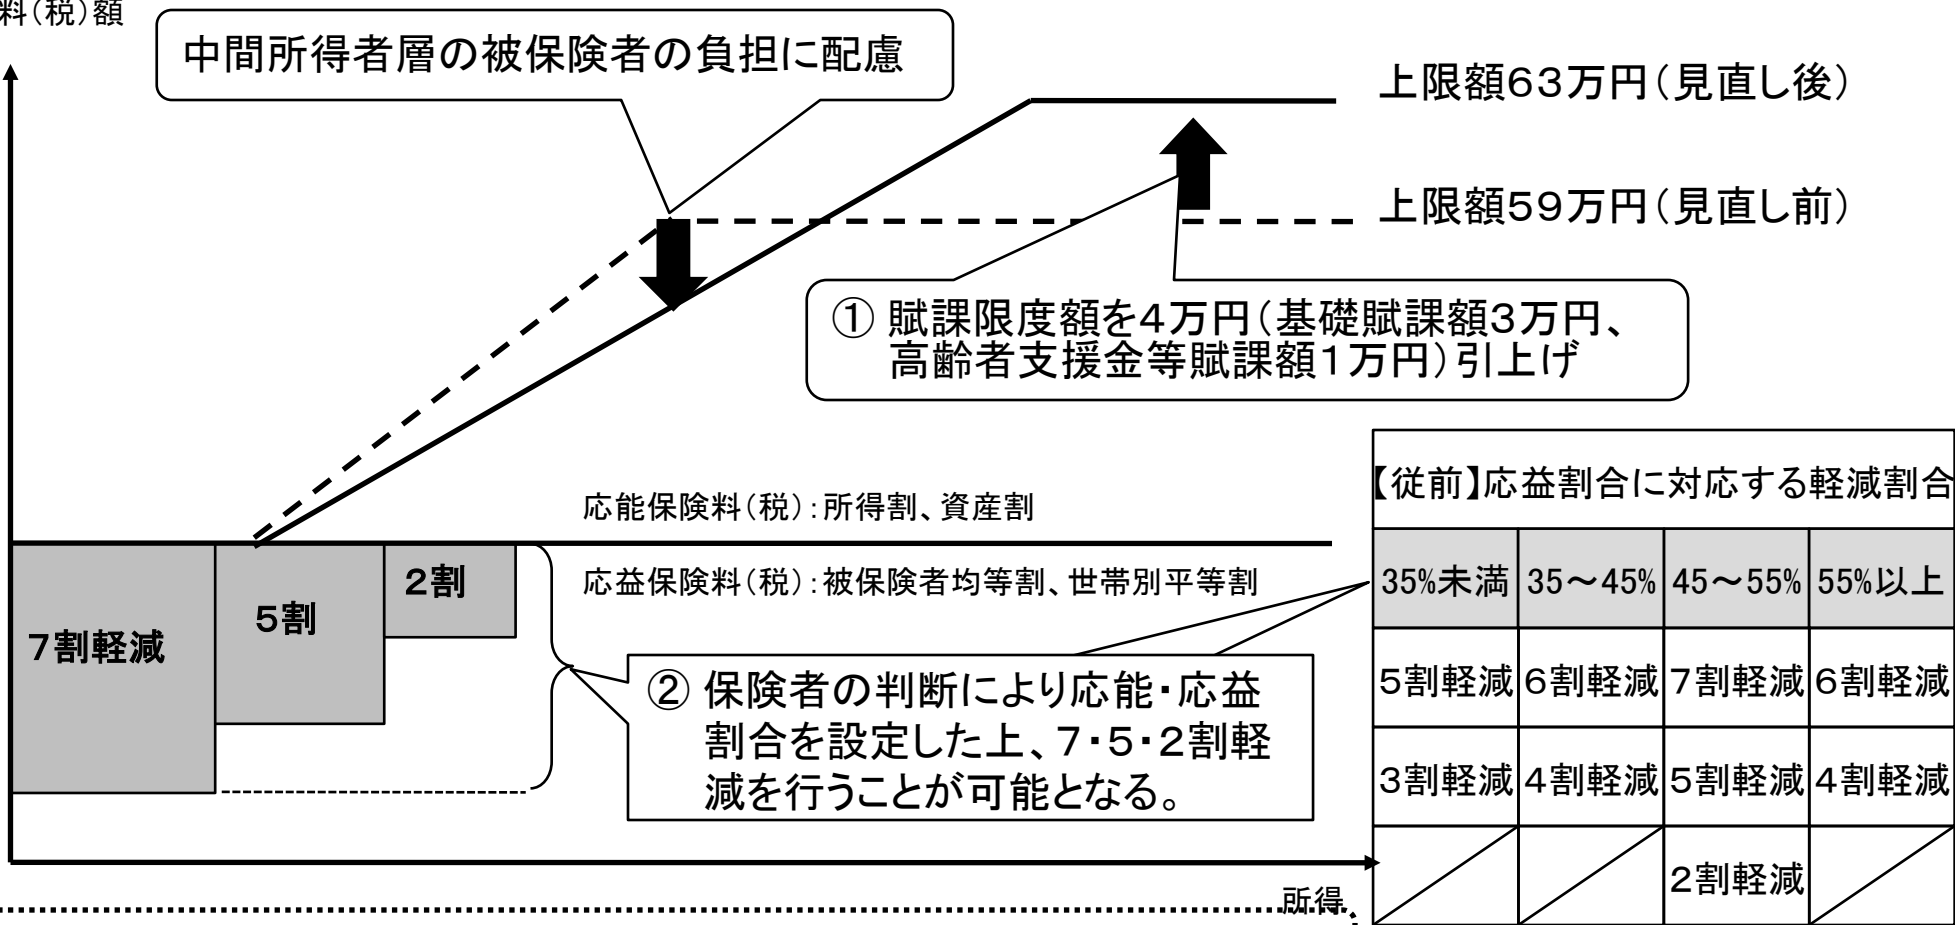 料（税）額
中間所得者層の被保険者の負担に配慮
上限額６３万円（見直し後）
上限額５９万円（見直し前）
① 賦課限度額を４万円（基礎賦課額３万円、
高齢者支援金等賦課額１万円）引上げ
応能保険料（税）：所得割、資産割
応益保険料（税）：被保険者均等割、世帯別平等割
７割軽減
５割
２割
② 保険者の判断により応能・応益
割合を設定した上、７・５・２割軽
減を行うことが可能となる。
所得
【従前】応益割合に対応する軽減割合
35%未満 35～45% 45～55% 55%以上
５割軽減 ６割軽減 ７割軽減 ６割軽減
３割軽減 ４割軽減 ５割軽減 ４割軽減
２割軽減